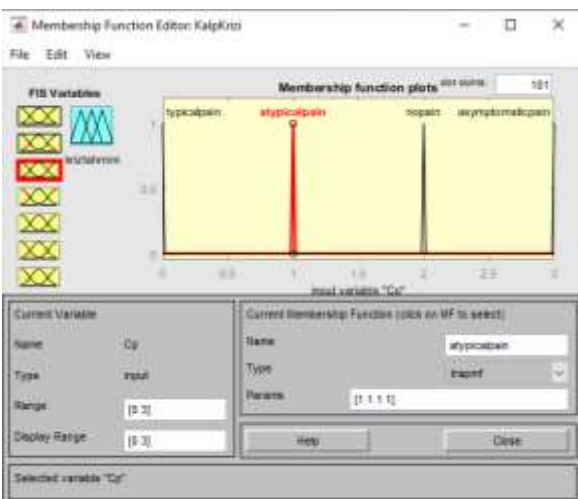 Membership Function Editor: KalpKrizi
File Edit View
FIS Variables
Membership function plots plot points: 181
typicalpain atypicalpain nopain asymptomaticpain
kriztahmini
1
0.5
0
0 0.5 1 1.5 2 2.5 3
input variable "Cp"
Current Variable
Name Cp
Type input
Range [0 3]
Display Range [0 3]
Current Membership Function (click on MF to select)
Name atypicalpain
Type trapmf
Params [1 1 1 1]
Help Close
Selected variable "Cp"